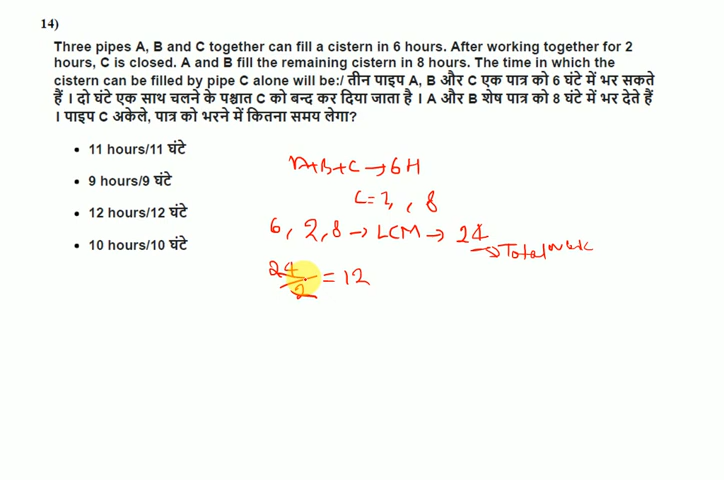 14)
Three pipes A, B and C together can fill a cistern in 6 hours. After working together for 2
hours, C is closed. A and B fill the remaining cistern in 8 hours. The time in which the
cistern can be filled by pipe C alone will be:/ तीन पाइप A, B और C एक पात्र को 6 घंटे में भर सकते
हैं । दो घंटे एक साथ चलने के पश्चात C को बन्द कर दिया जाता है । A और B शेष पात्र को 8 घंटे में भर देते हैं
। पाइप C अकेले, पात्र को भरने में कितना समय लेगा?
• 11 hours/11 घंटे
• 9 hours/9 घंटे
• 12 hours/12 घंटे
• 10 hours/10 घंटे
A+B+C → 6H
C = 2, , 8
6, 2, 8 → LCM → 24
→ Total work
24/2 = 12